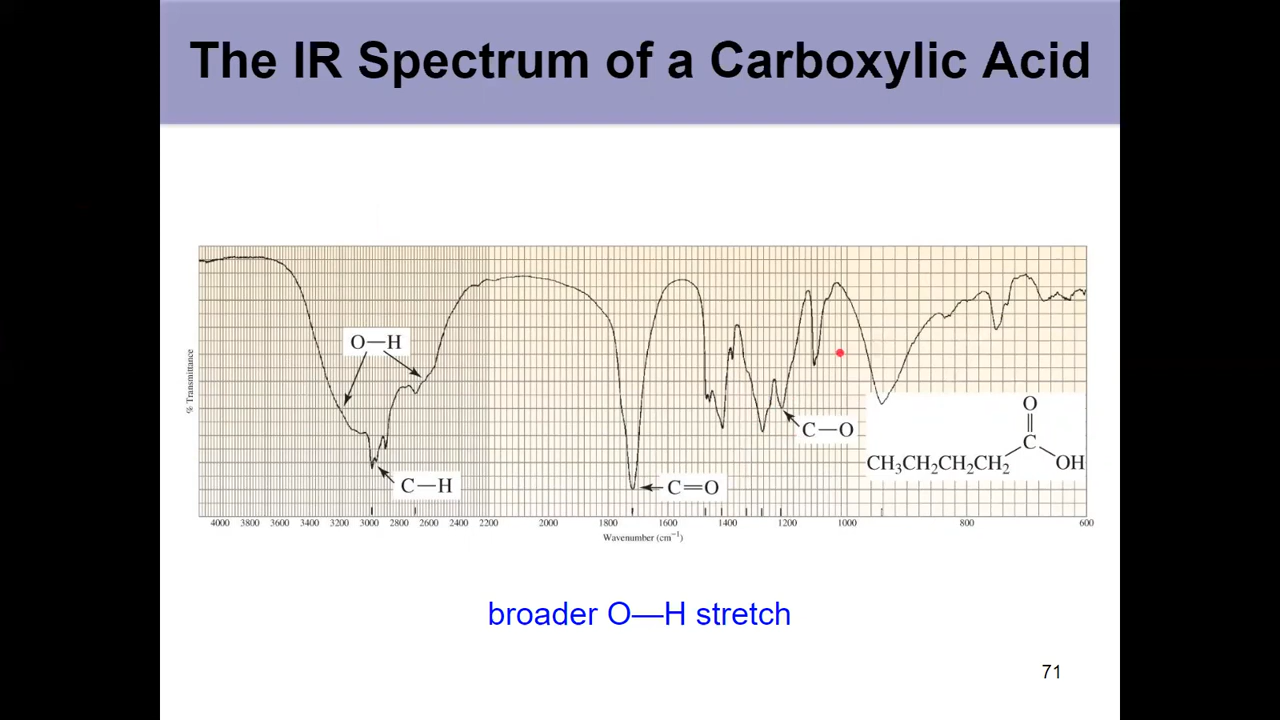 The IR Spectrum of a Carboxylic Acid
O—H
% Transmittance
O
C—O
C
CH₃CH₂CH₂CH₂ OH
C—H
C=O
4000 3800 3600 3400 3200 3000 2800 2600 2400 2200 2000 1800 1600 1400 1200 1000 800 600
Wavenumber (cm⁻¹)
broader O—H stretch
71